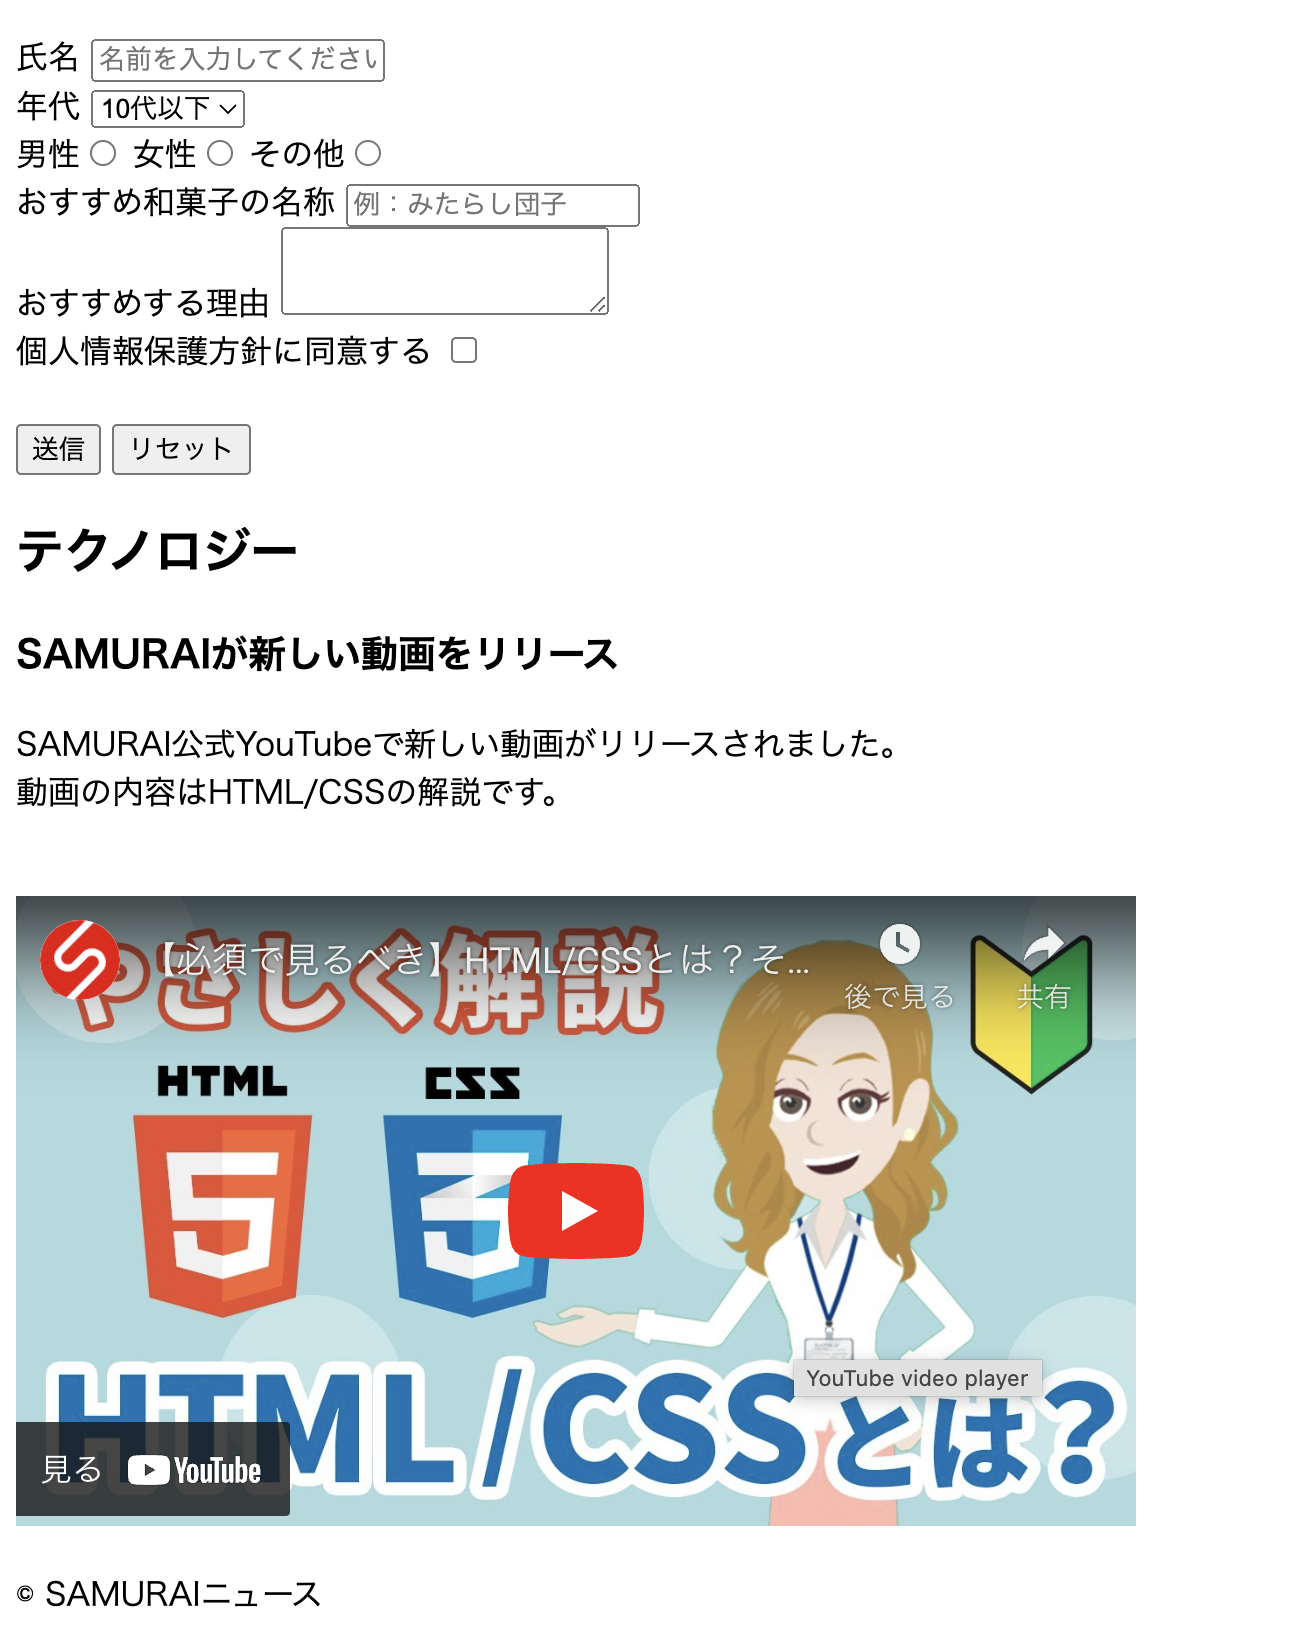 氏名 名前を入力してください
年代 10代以下
男性 女性 その他
おすすめ和菓子の名称 例：みたらし団子
おすすめする理由
個人情報保護方針に同意する
送信 リセット
テクノロジー
SAMURAIが新しい動画をリリース
SAMURAI公式YouTubeで新しい動画がリリースされました。
動画の内容はHTML/CSSの解説です。
【必須で見るべき】HTML/CSSとは？そ...
後で見る 共有
やさしく解説
HTML CSS
YouTube video player
HTML/CSSとは?
見る YouTube
© SAMURAIニュース